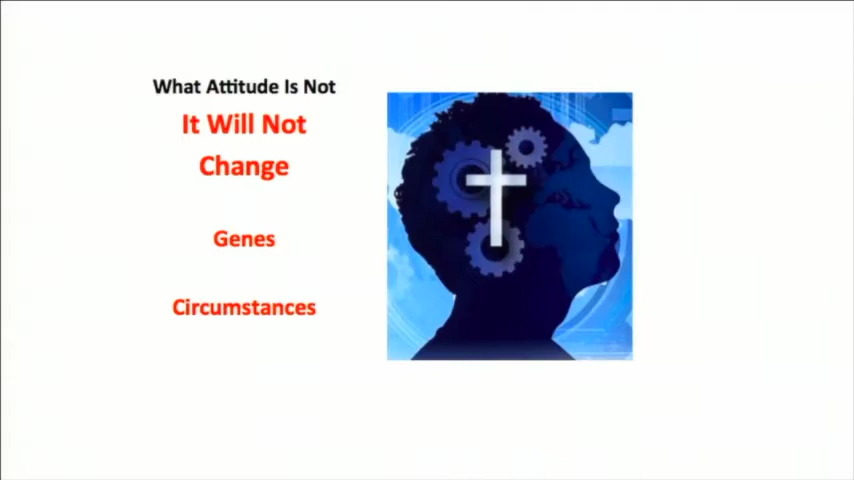 What Attitude Is Not
It Will Not
Change
Genes
Circumstances